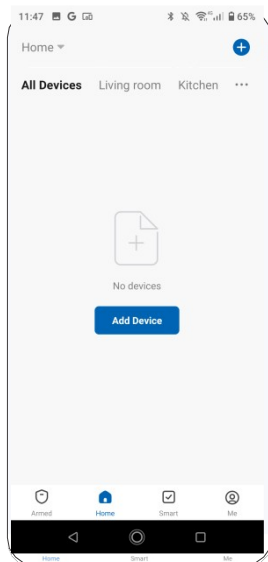 11:47 G 65%
Home
All Devices Living room Kitchen ...
No devices
Add Device
Armed Home Smart Me
Home Smart Me